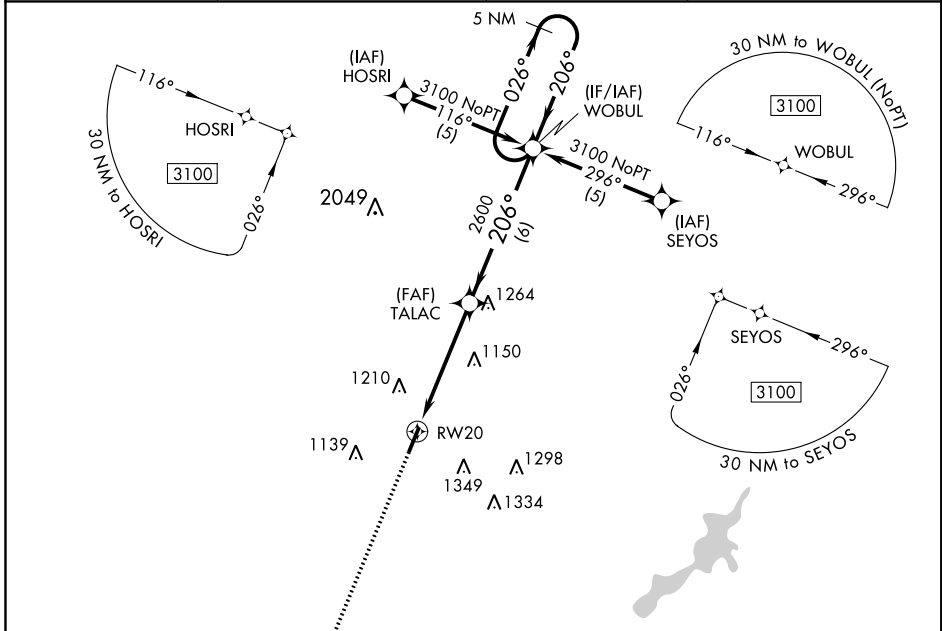 5 NM
026°
206°
(IAF)
HOSRI
3100 NoPT
116°
(5)
(IF/IAF)
WOBUL
3100 NoPT
296°
(5)
(IAF)
SEYOS
116°
HOSRI
3100
026°
30 NM to HOSRI
30 NM to WOBUL (NoPT)
3100
116°
WOBUL
296°
2049
2600
206°
(6)
(FAF)
TALAC
1264
1150
1210
RW20
1139
1298
1349
1334
SEYOS
296°
026°
3100
30 NM to SEYOS